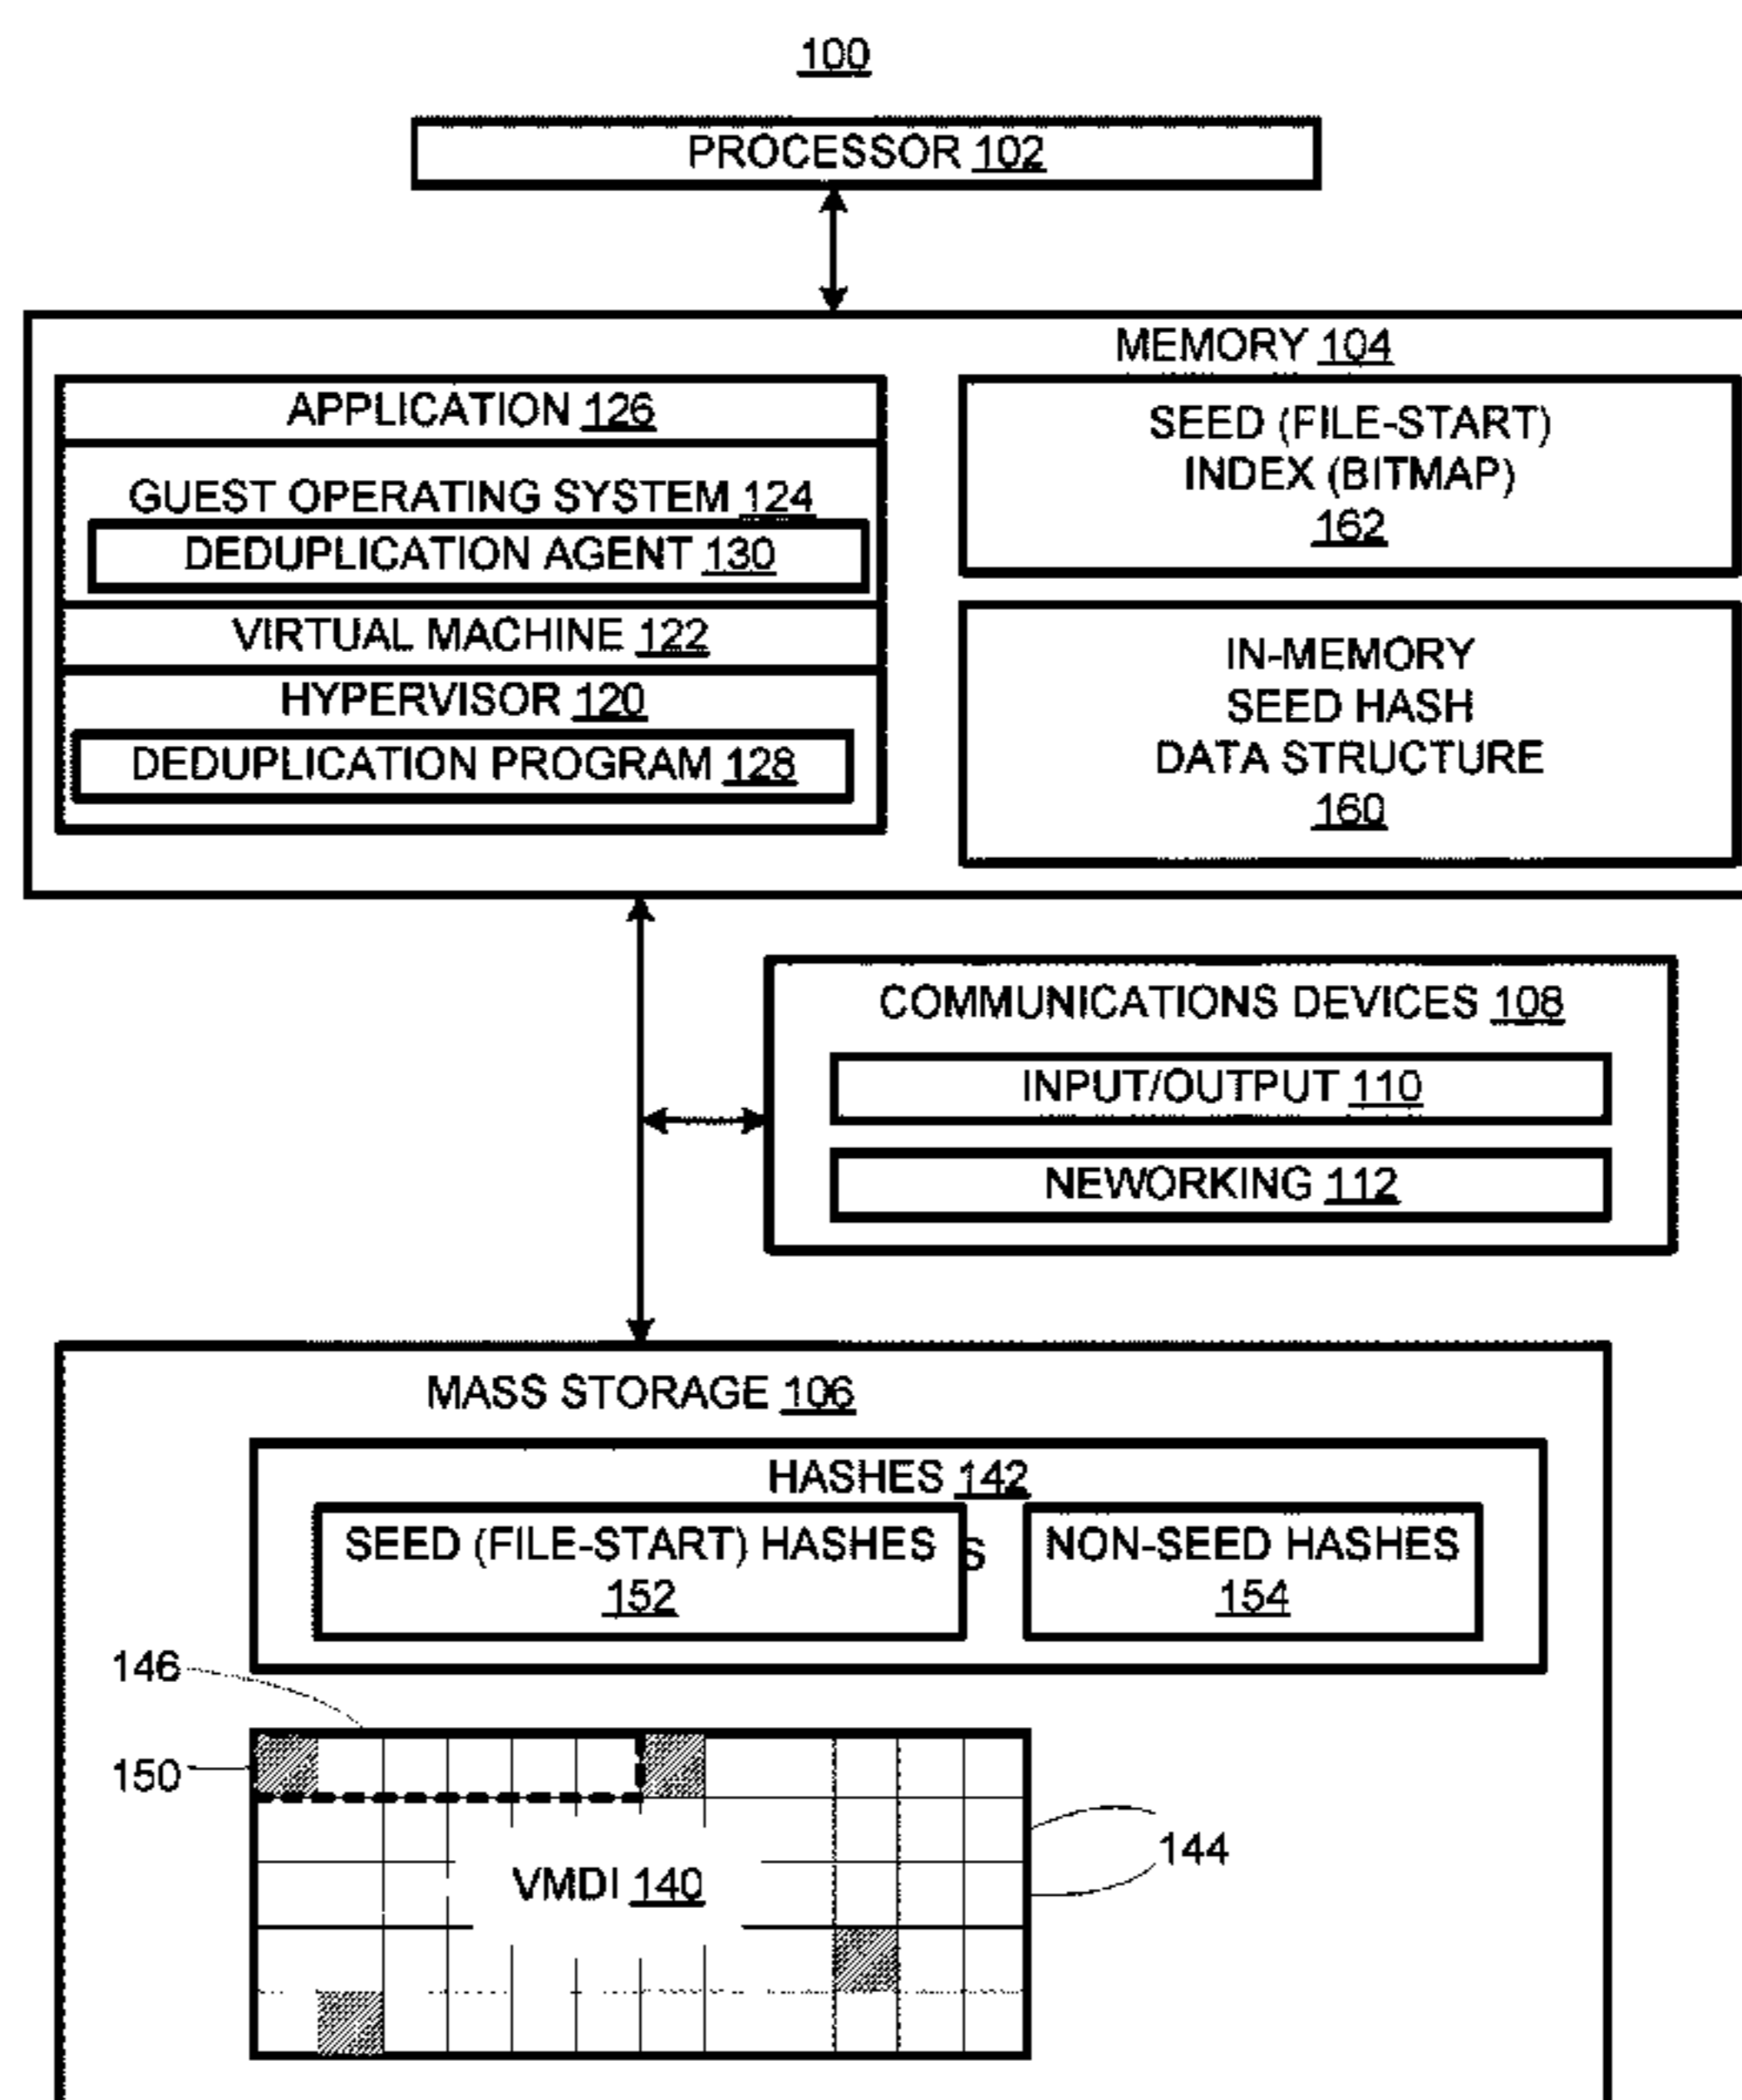 100
PROCESSOR 102
MEMORY 104
APPLICATION 126
GUEST OPERATING SYSTEM 124
DEDUPLICATION AGENT 130
VIRTUAL MACHINE 122
HYPERVISOR 120
DEDUPLICATION PROGRAM 128
SEED (FILE-START)
INDEX (BITMAP)
162
IN-MEMORY
SEED HASH
DATA STRUCTURE
160
COMMUNICATIONS DEVICES 108
INPUT/OUTPUT 110
NEWORKING 112
MASS STORAGE 106
HASHES 142
SEED (FILE-START) HASHES
152
S
NON-SEED HASHES
154
146
150
VMDI 140
144